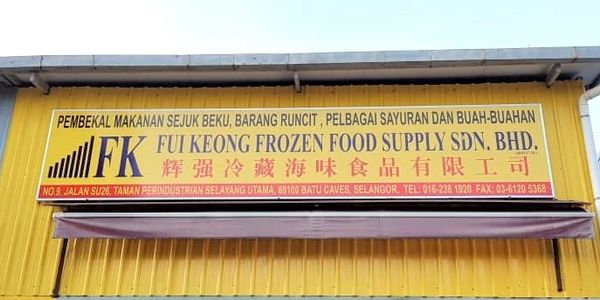 PEMBEKAL MAKANAN SEJUK BEKU, BARANG RUNCIT , PELBAGAI SAYURAN DAN BUAH-BUAHAN
FK
FUI KEONG FROZEN FOOD SUPPLY SDN. BHD.
辉强冷藏海味食品有限工司
NO.9, JALAN SU26, TAMAN PERINDUSTRIAN SELAYANG UTAMA, 68100 BATU CAVES, SELANGOR. TEL: 016-238 1920 FAX: 03-6120 5368